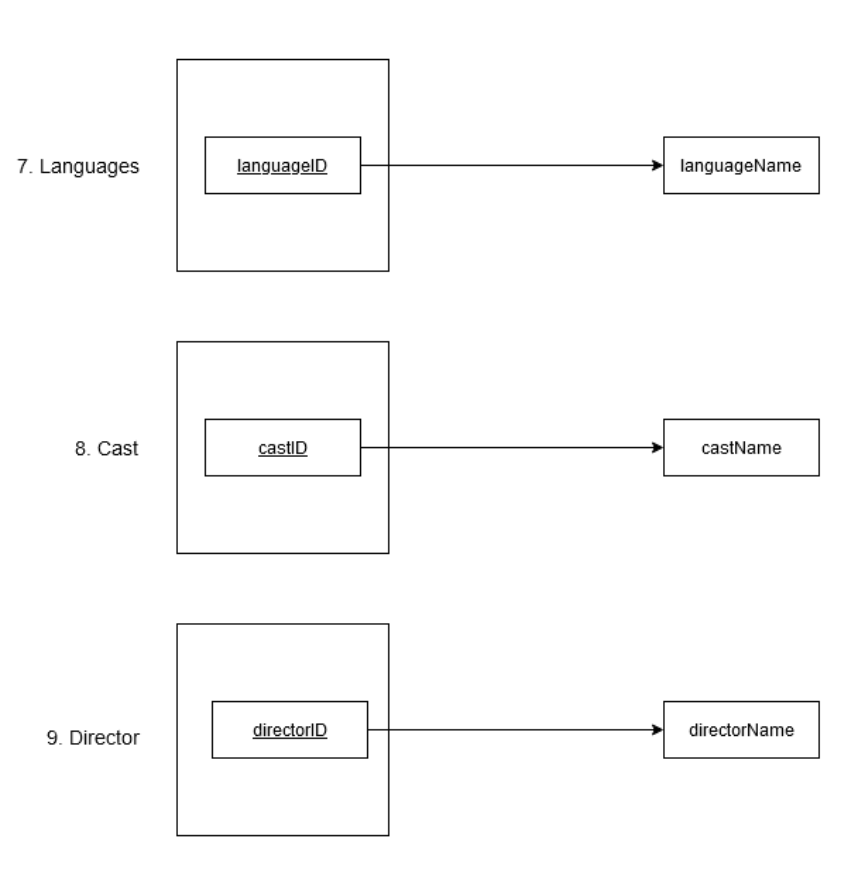 7. Languages
languageID
languageName
8. Cast
castID
castName
9. Director
directorID
directorName